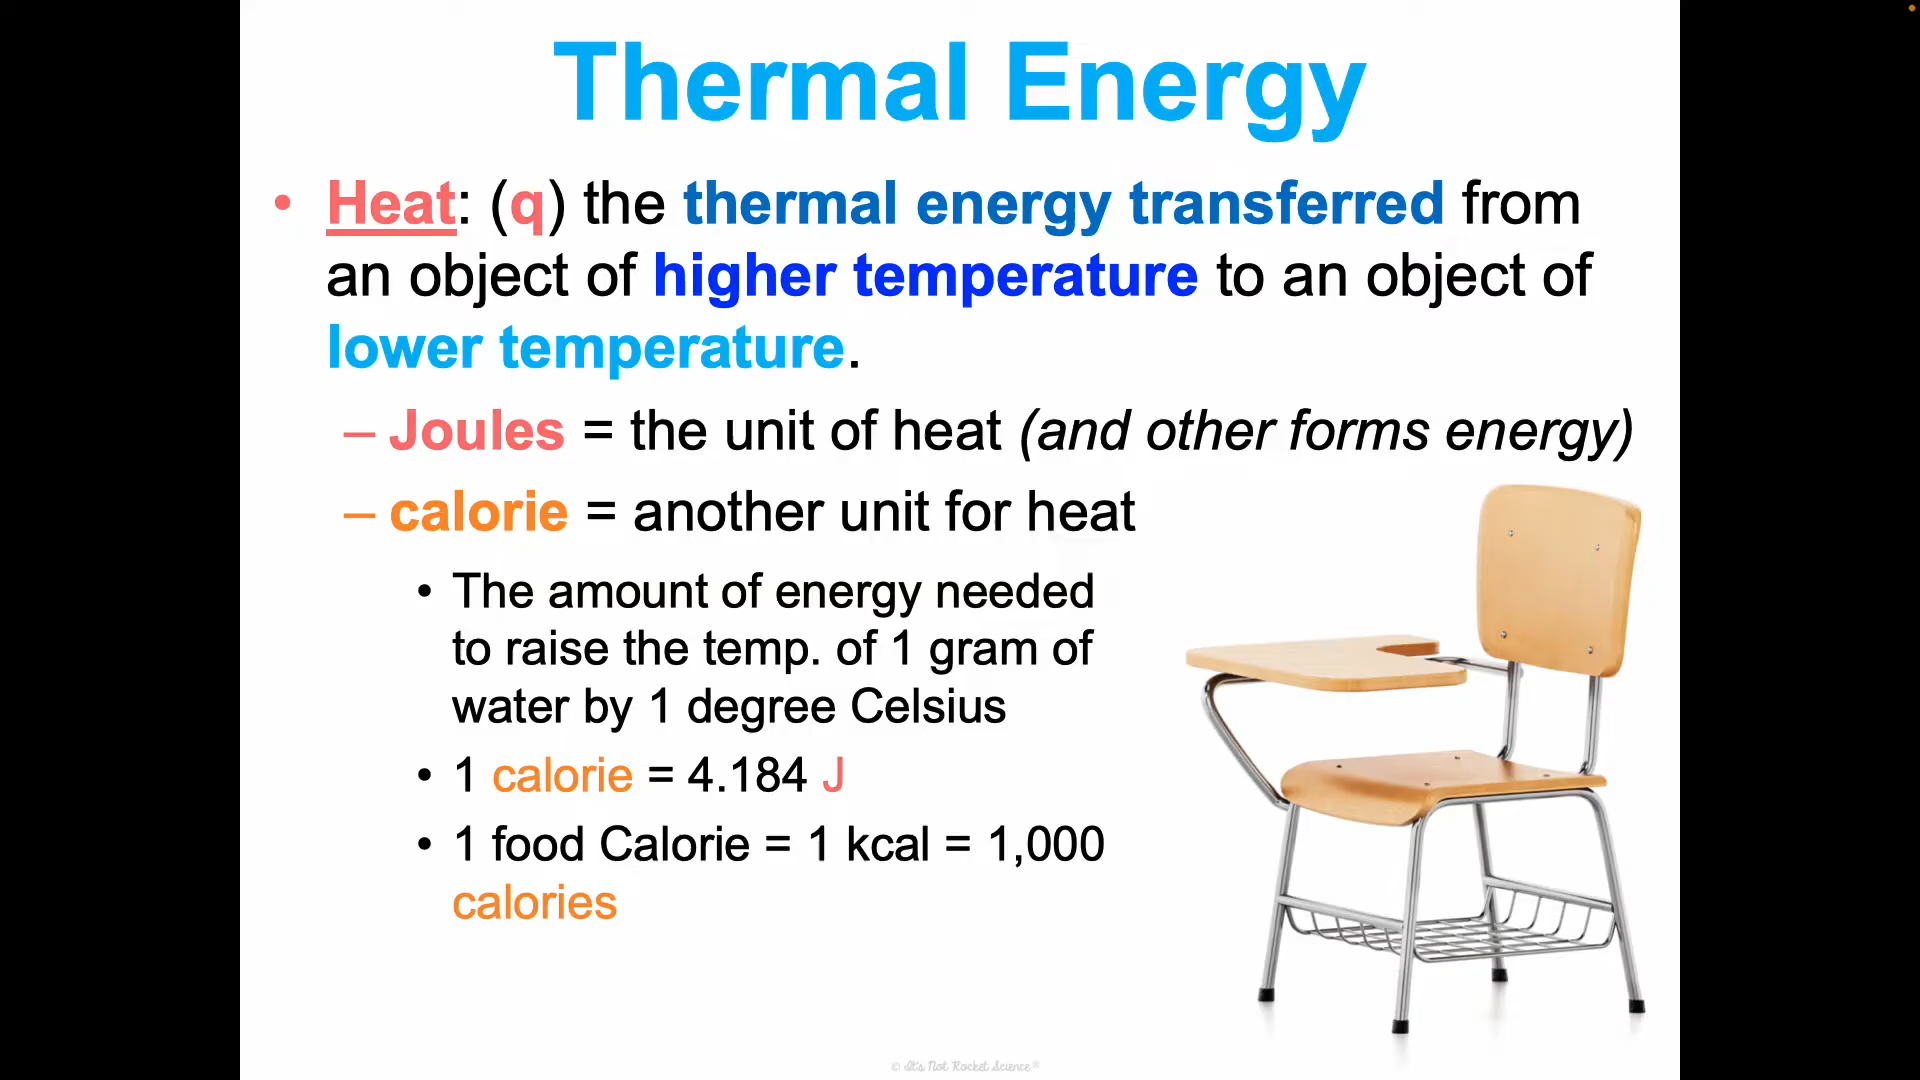 Thermal Energy
• Heat: (q) the thermal energy transferred from
an object of higher temperature to an object of
lower temperature.
– Joules = the unit of heat (and other forms energy)
– calorie = another unit for heat
• The amount of energy needed
to raise the temp. of 1 gram of
water by 1 degree Celsius
• 1 calorie = 4.184 J
• 1 food Calorie = 1 kcal = 1,000
calories
© It's Not Rocket Science®